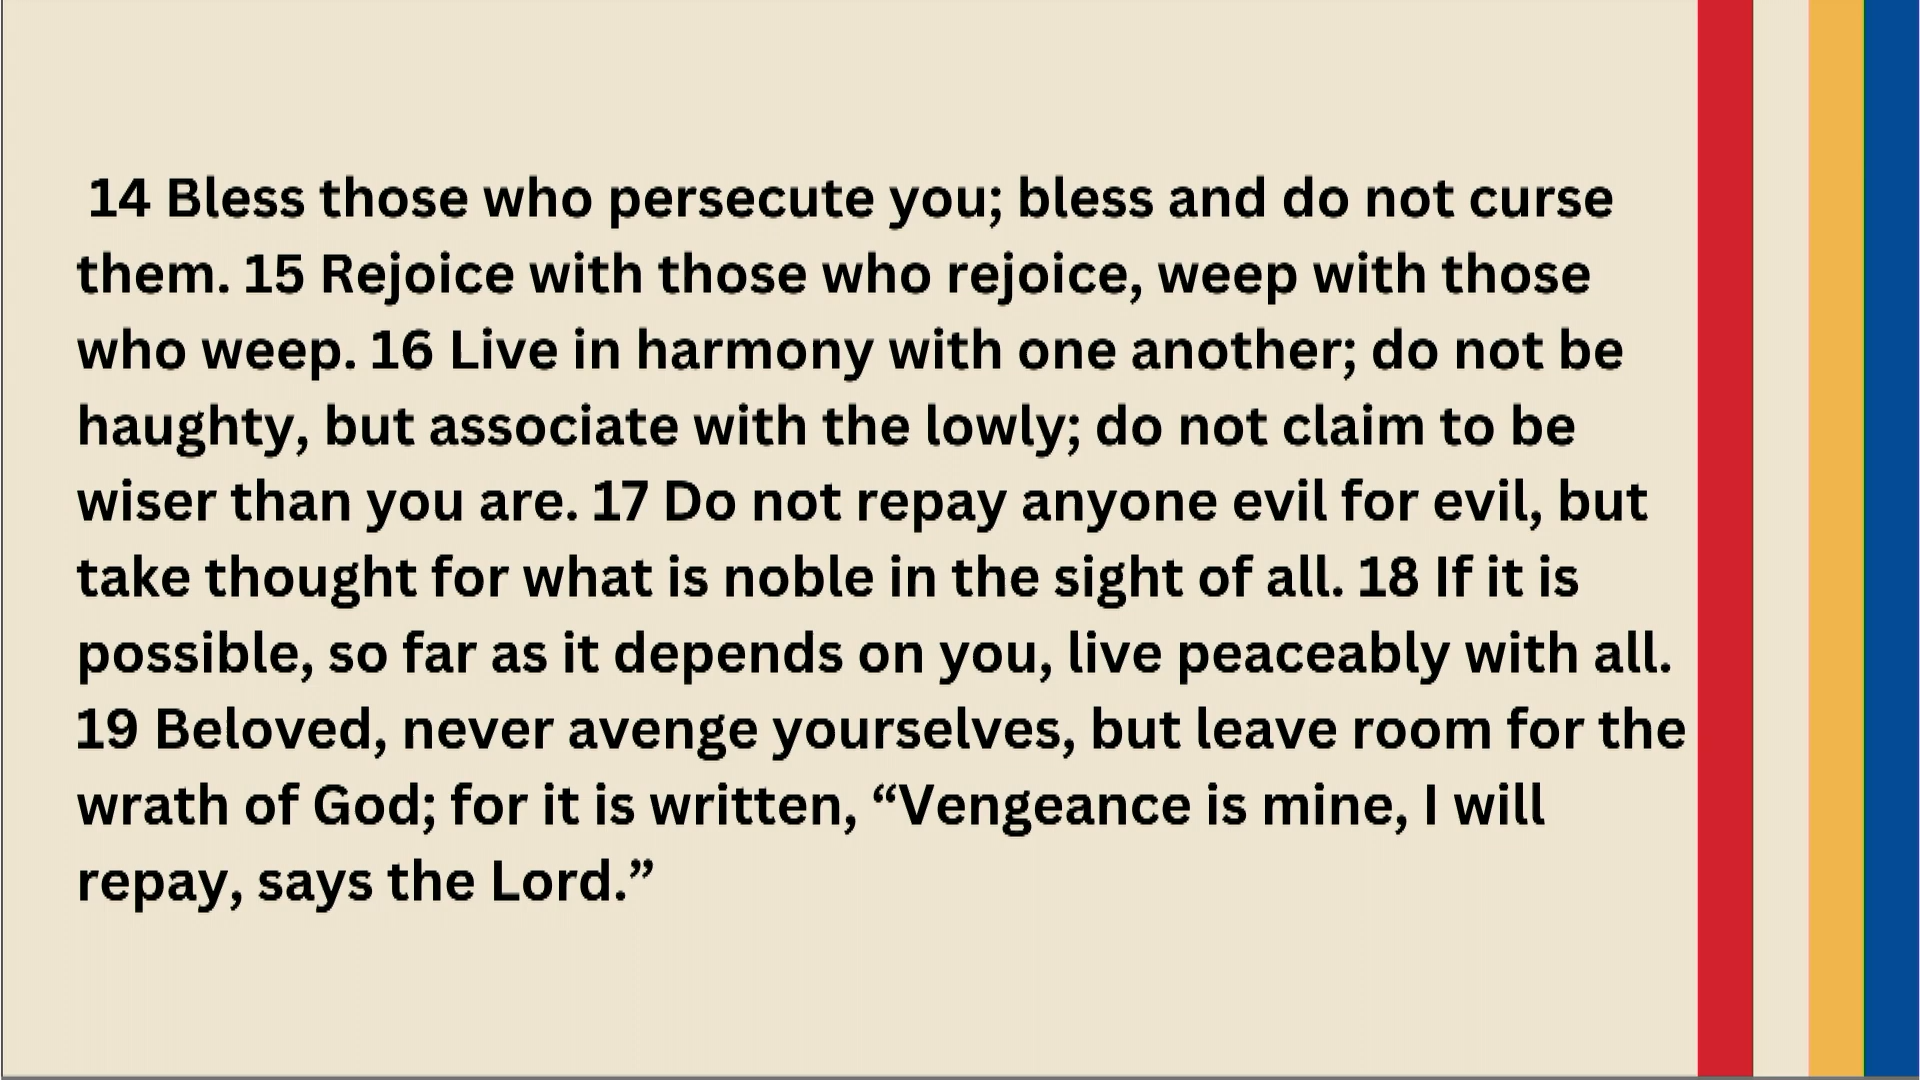 14 Bless those who persecute you; bless and do not curse
them. 15 Rejoice with those who rejoice, weep with those
who weep. 16 Live in harmony with one another; do not be
haughty, but associate with the lowly; do not claim to be
wiser than you are. 17 Do not repay anyone evil for evil, but
take thought for what is noble in the sight of all. 18 If it is
possible, so far as it depends on you, live peaceably with all.
19 Beloved, never avenge yourselves, but leave room for the
wrath of God; for it is written, “Vengeance is mine, I will
repay, says the Lord.”